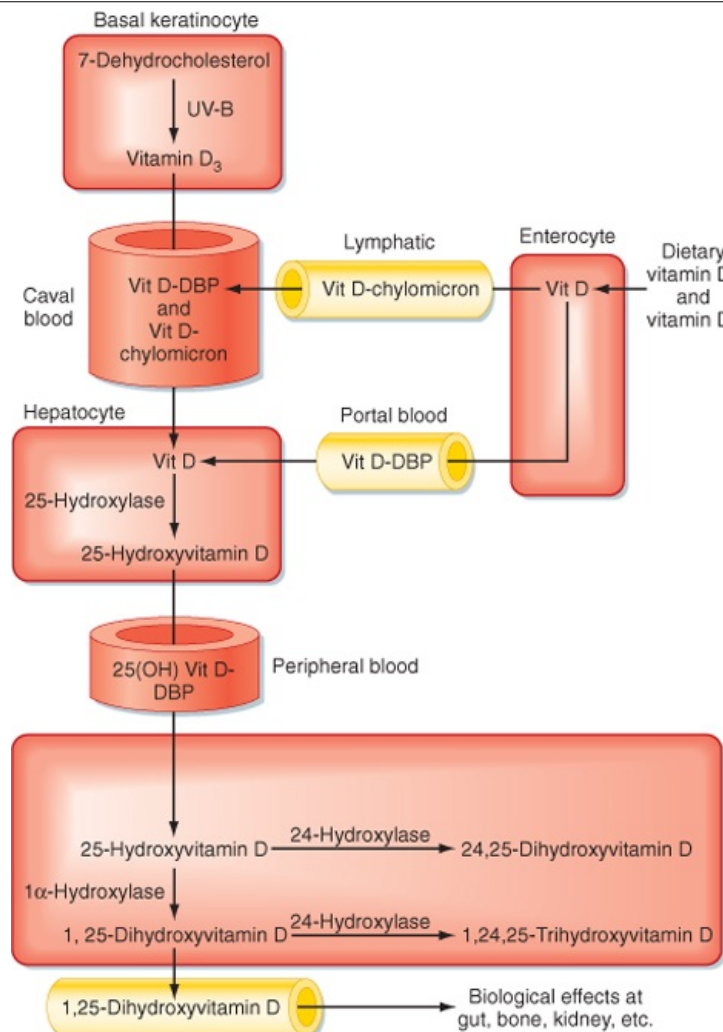 Basal keratinocyte
7-Dehydrocholesterol
UV-B
Vitamin D3
Caval
blood
Vit D-DBP
and
Vit D-
chylomicron
Lymphatic
Vit D-chylomicron
Enterocyte
Vit D
Dietary
vitamin D
and
vitamin D
Hepatocyte
Vit D
25-Hydroxylase
25-Hydroxyvitamin D
Portal blood
Vit D-DBP
25(OH) Vit D-
DBP
Peripheral blood
25-Hydroxyvitamin D
24-Hydroxylase
24,25-Dihydroxyvitamin D
1α-Hydroxylase
1, 25-Dihydroxyvitamin D
24-Hydroxylase
1,24,25-Trihydroxyvitamin D
1,25-Dihydroxyvitamin D
Biological effects at
gut, bone, kidney, etc.